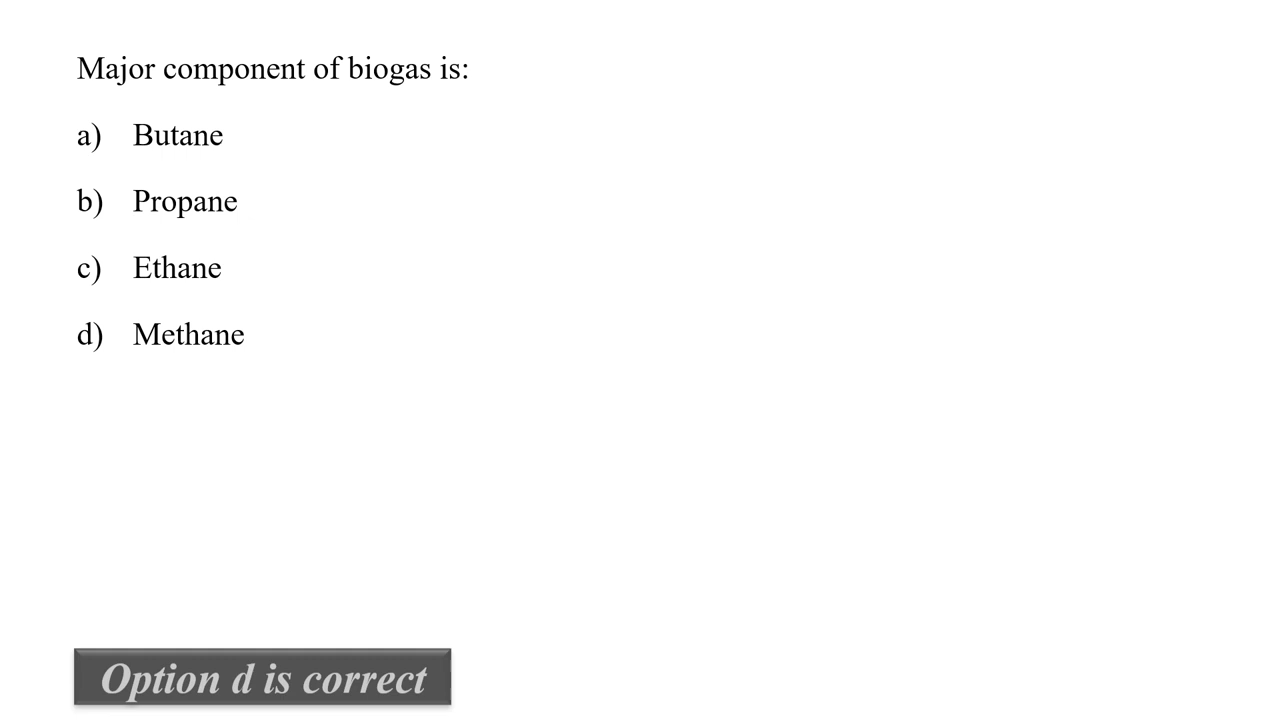 Major component of biogas is:
a) Butane
b) Propane
c) Ethane
d) Methane
Option d is correct